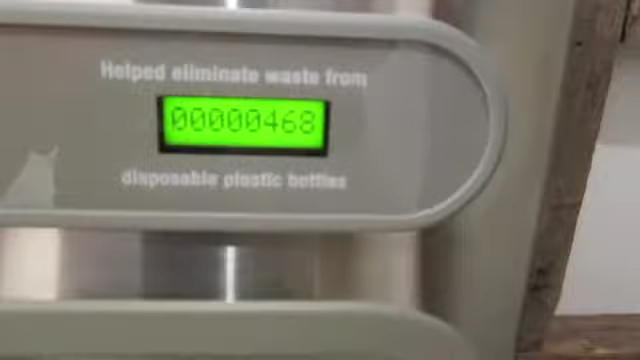 Helped eliminate waste from
00000468
disposable plastic bottles